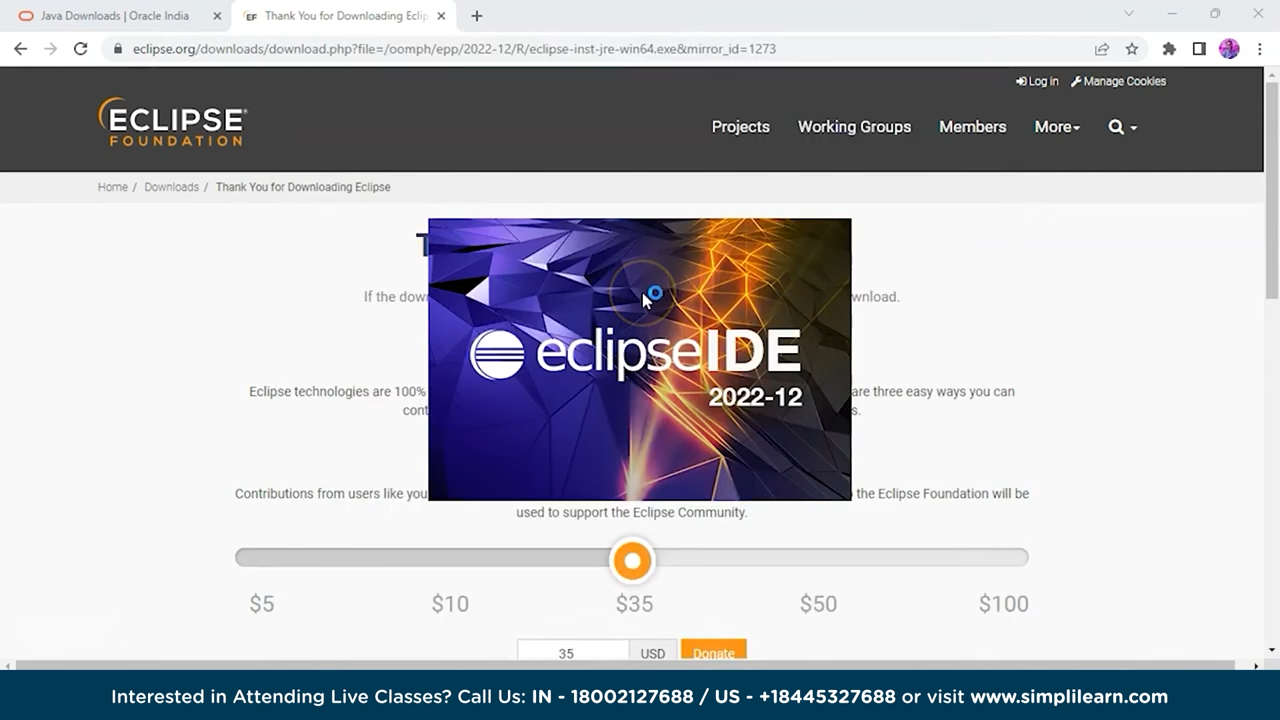 Java Downloads | Oracle India
EF Thank You for Downloading Eclip
eclipse.org/downloads/download.php?file=/oomph/epp/2022-12/R/eclipse-inst-jre-win64.exe&mirror_id=1273
Log in Manage Cookies
ECLIPSE
FOUNDATION
Projects Working Groups Members More
Home / Downloads / Thank You for Downloading Eclipse
T
If the dow wnload.
eclipseIDE
2022-12
Eclipse technologies are 100% are three easy ways you can
cont s.
Contributions from users like you the Eclipse Foundation will be
used to support the Eclipse Community.
$5 $10 $35 $50 $100
35 USD Donate
Interested in Attending Live Classes? Call Us: IN - 18002127688 / US - +18445327688 or visit www.simplilearn.com